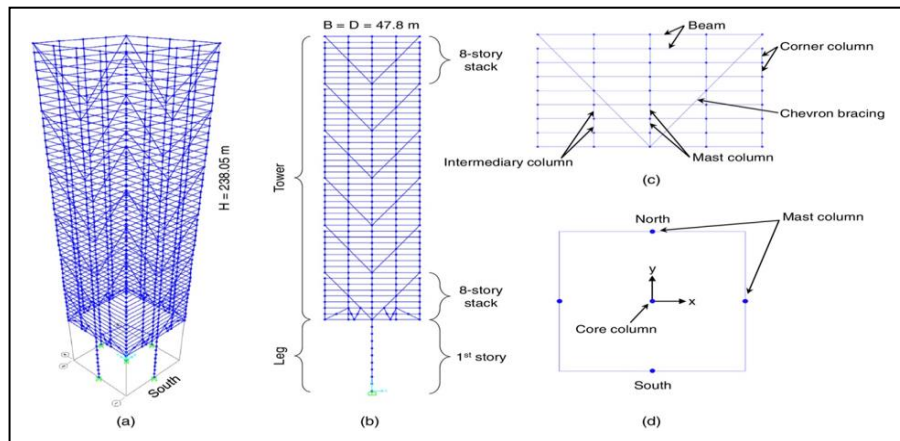 B = D = 47.8 m
8-story
stack
Tower
H = 238.05 m
8-story
stack
Leg
1st story
South
(a)
(b)
Beam
Corner column
Chevron bracing
Intermediary column
Mast column
(c)
North
Mast column
y
x
Core column
South
(d)